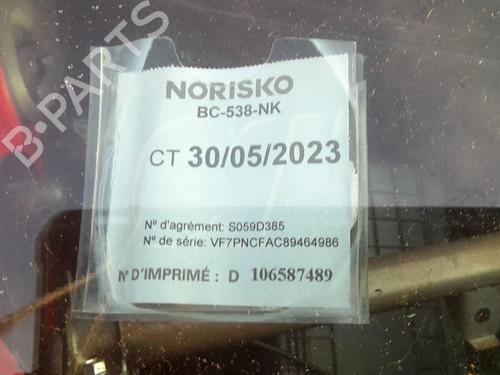 B-PARTS
NORISKO
BC-538-NK
CT 30/05/2023
N° d'agrément: S059D385
N° de série: VF7PNCFAC89464986
N° D'IMPRIMÉ : D 106587489